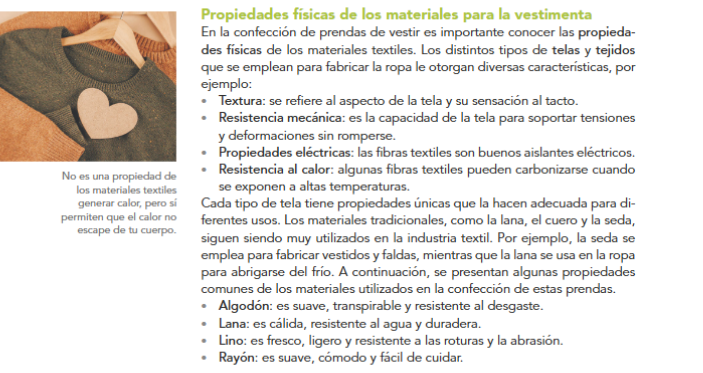 Propiedades físicas de los materiales para la vestimenta
En la confección de prendas de vestir es importante conocer las propieda-
des físicas de los materiales textiles. Los distintos tipos de telas y tejidos
que se emplean para fabricar la ropa le otorgan diversas características, por
ejemplo:
• Textura: se refiere al aspecto de la tela y su sensación al tacto.
• Resistencia mecánica: es la capacidad de la tela para soportar tensiones
y deformaciones sin romperse.
• Propiedades eléctricas: las fibras textiles son buenos aislantes eléctricos.
• Resistencia al calor: algunas fibras textiles pueden carbonizarse cuando
se exponen a altas temperaturas.
Cada tipo de tela tiene propiedades únicas que la hacen adecuada para di-
ferentes usos. Los materiales tradicionales, como la lana, el cuero y la seda,
siguen siendo muy utilizados en la industria textil. Por ejemplo, la seda se
emplea para fabricar vestidos y faldas, mientras que la lana se usa en la ropa
para abrigarse del frío. A continuación, se presentan algunas propiedades
comunes de los materiales utilizados en la confección de estas prendas.
• Algodón: es suave, transpirable y resistente al desgaste.
• Lana: es cálida, resistente al agua y duradera.
• Lino: es fresco, ligero y resistente a las roturas y la abrasión.
• Rayón: es suave, cómodo y fácil de cuidar.
No es una propiedad de
los materiales textiles
generar calor, pero sí
permiten que el calor no
escape de tu cuerpo.